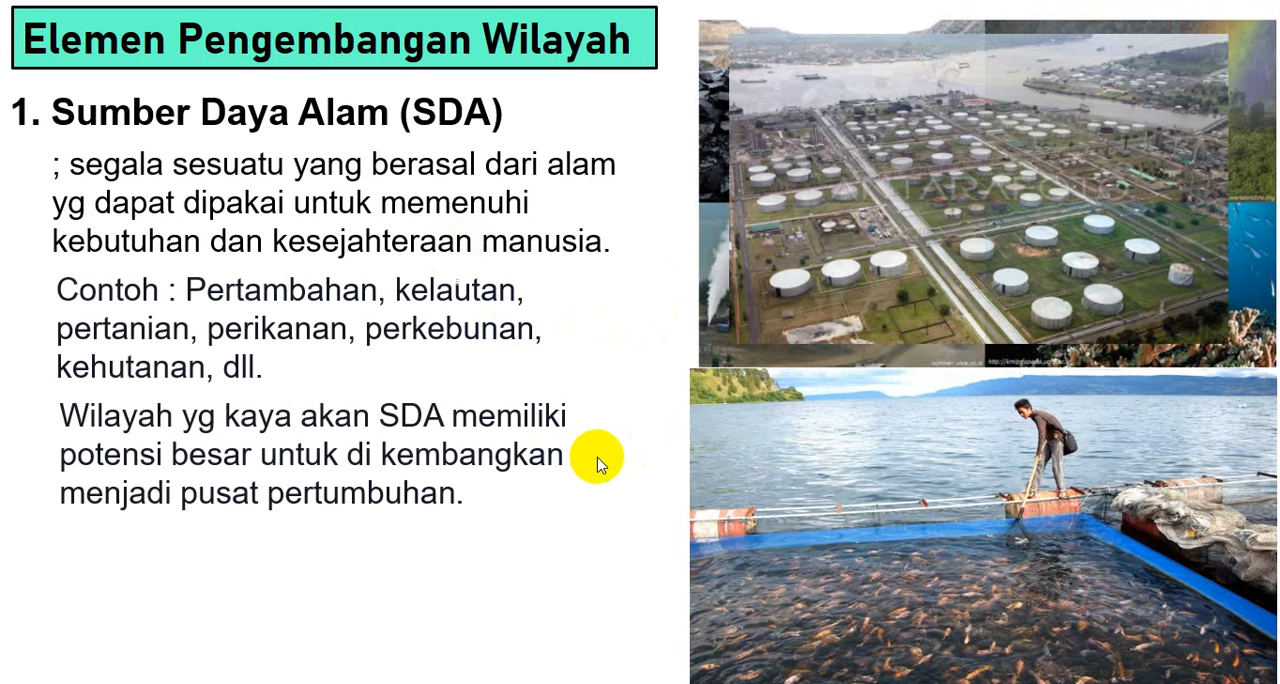 Elemen Pengembangan Wilayah
1. Sumber Daya Alam (SDA)
; segala sesuatu yang berasal dari alam
yg dapat dipakai untuk memenuhi
kebutuhan dan kesejahteraan manusia.
Contoh : Pertambahan, kelautan,
pertanian, perikanan, perkebunan,
kehutanan, dll.
Wilayah yg kaya akan SDA memiliki
potensi besar untuk di kembangkan
menjadi pusat pertumbuhan.